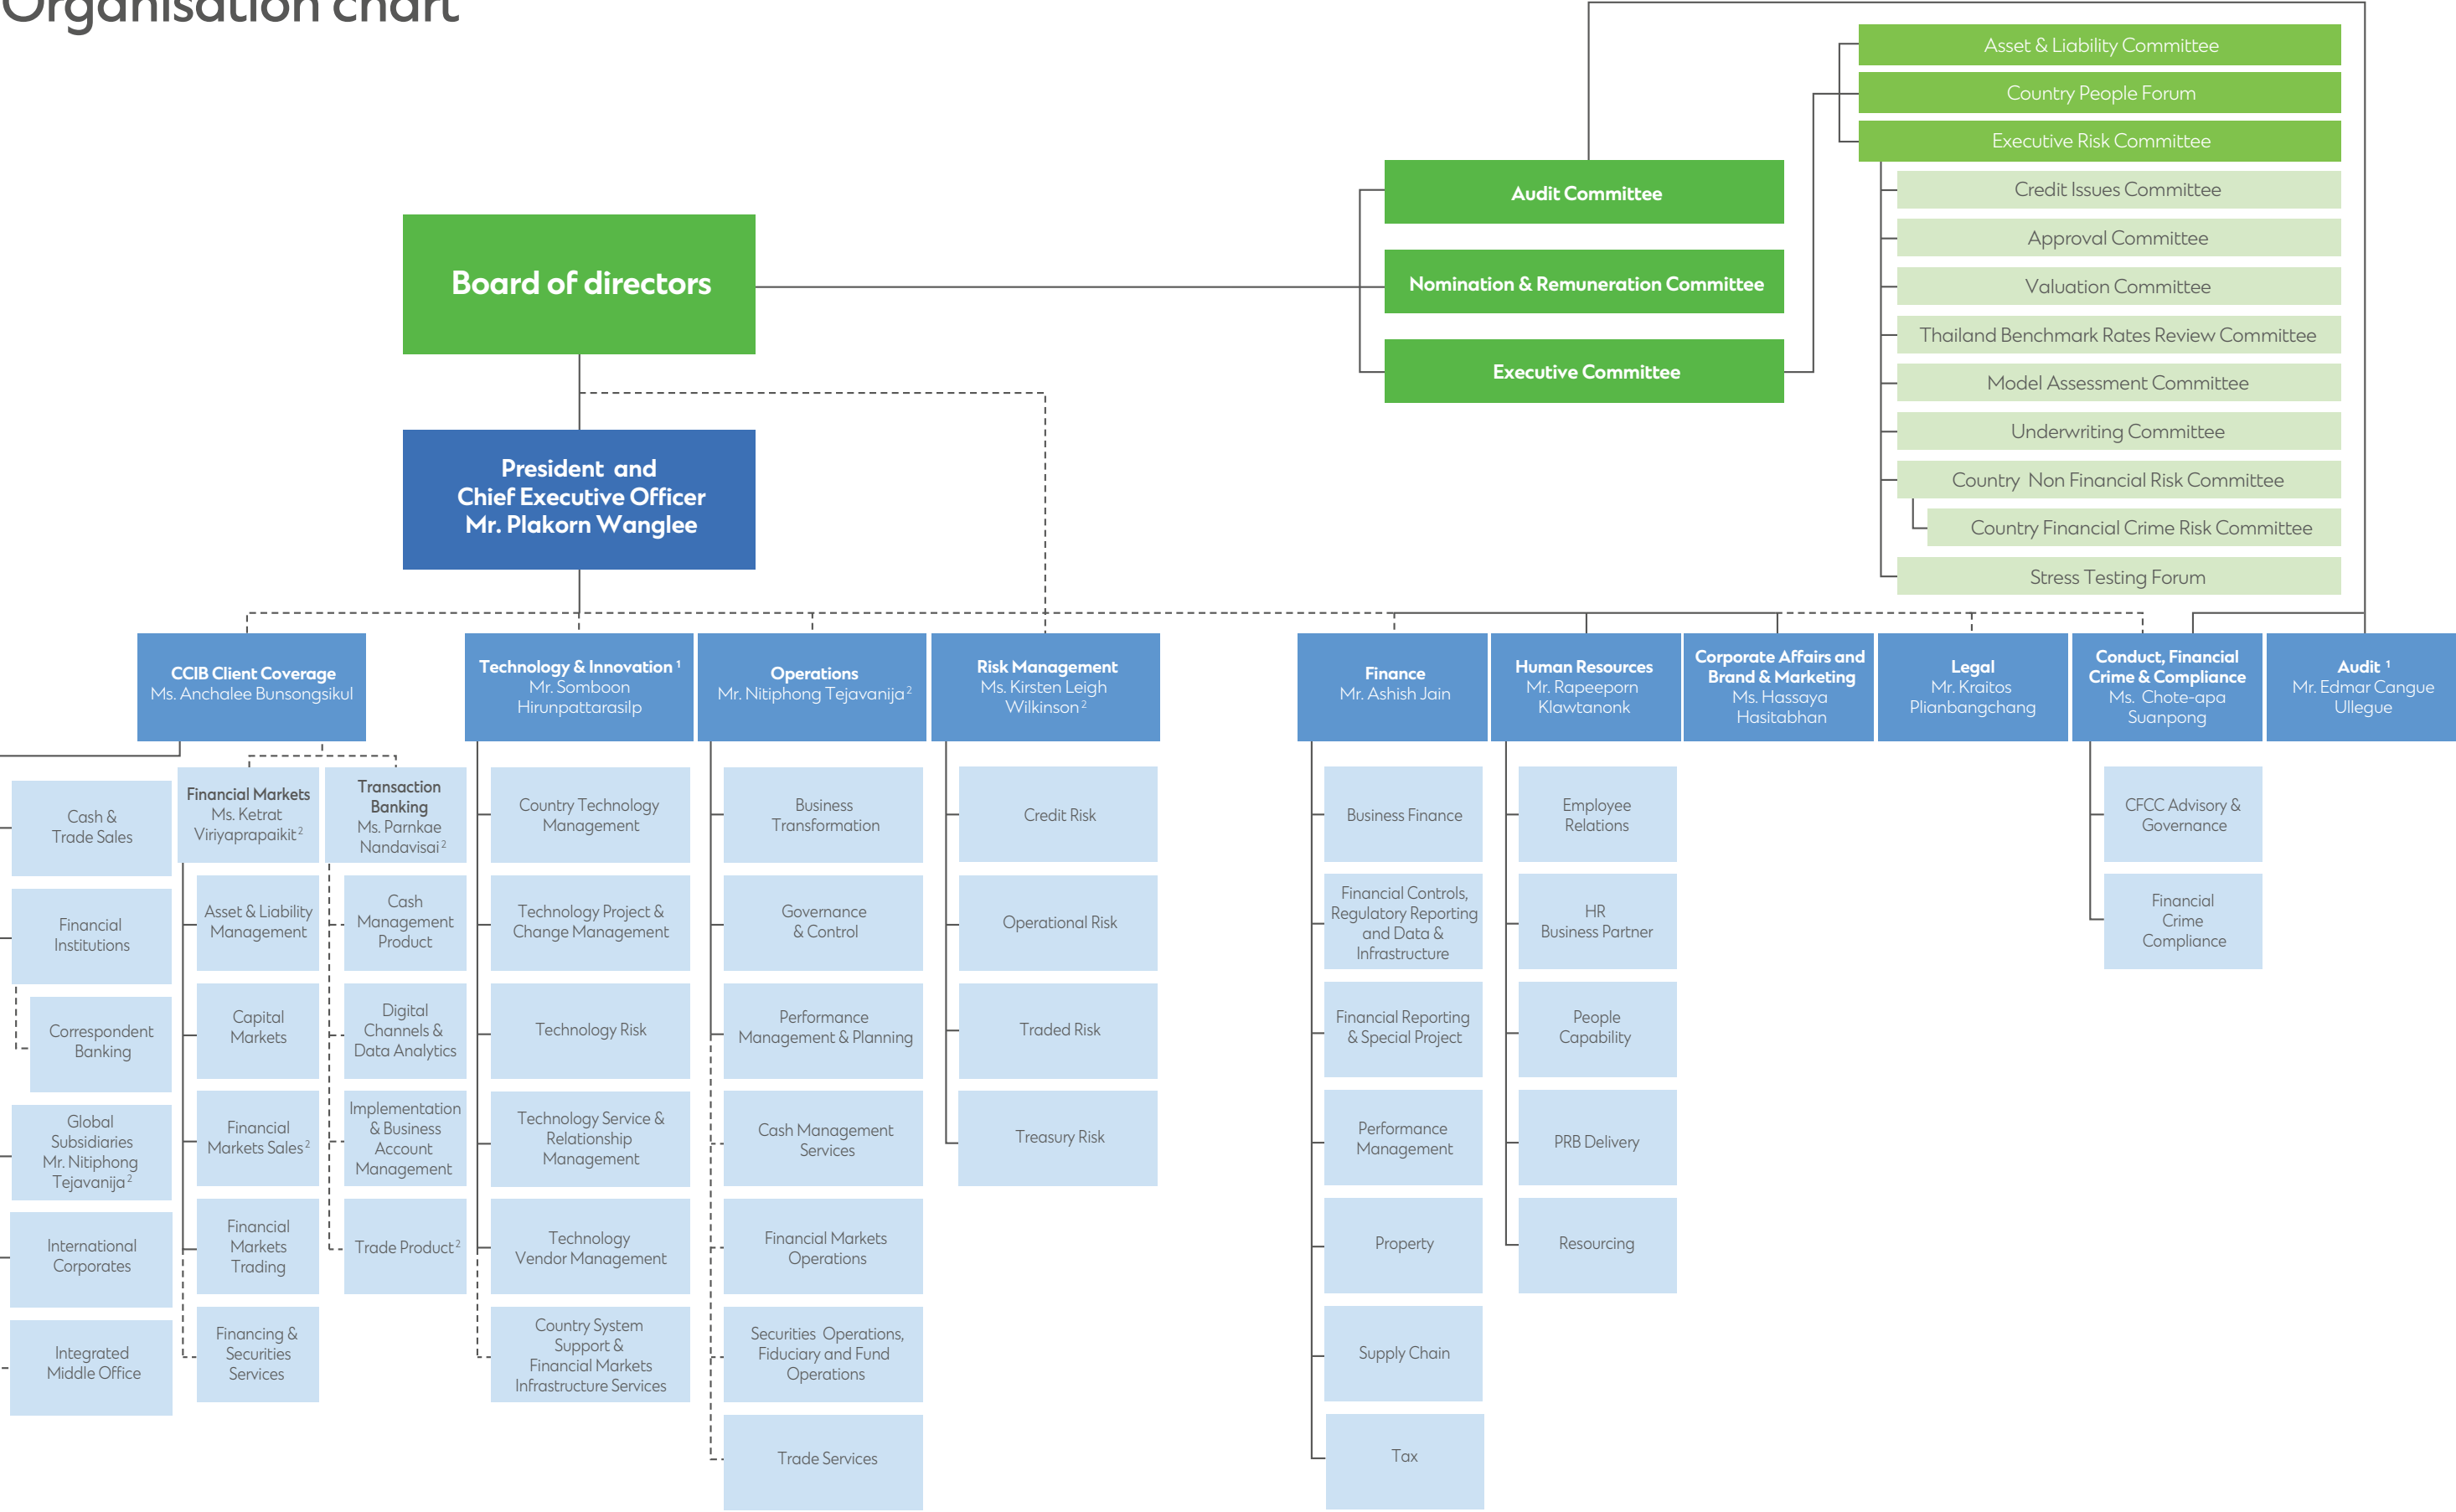 Organisation chart
Asset & Liability Committee
Country People Forum
Executive Risk Committee
Credit Issues Committee
Approval Committee
Valuation Committee
Thailand Benchmark Rates Review Committee
Model Assessment Committee
Underwriting Committee
Country Non Financial Risk Committee
Country Financial Crime Risk Committee
Stress Testing Forum
Audit Committee
Nomination & Remuneration Committee
Executive Committee
Board of directors
President and
Chief Executive Officer
Mr. Plakorn Wanglee
CCIB Client Coverage
Ms. Anchalee Bunsongsikul
Technology & Innovation ¹
Mr. Somboon
Hirunpattarasilp
Operations
Mr. Nitiphong Tejavanija ²
Risk Management
Ms. Kirsten Leigh
Wilkinson ²
Finance
Mr. Ashish Jain
Human Resources
Mr. Rapeeporn
Klawtanonk
Corporate Affairs and
Brand & Marketing
Ms. Hassaya
Hasitabhan
Legal
Mr. Kraitos
Plianbangchang
Conduct, Financial
Crime & Compliance
Ms. Chote-apa
Suanpong
Audit ¹
Mr. Edmar Cangue
Ullegue
Cash &
Trade Sales
Financial
Institutions
Correspondent
Banking
Global
Subsidiaries
Mr. Nitiphong
Tejavanija ²
International
Corporates
Integrated
Middle Office
Financial Markets
Ms. Ketrat
Viriyaprapaikit ²
Asset & Liability
Management
Capital
Markets
Financial
Markets Sales ²
Financial
Markets
Trading
Financing &
Securities
Services
Transaction
Banking
Ms. Parnkae
Nandavisai ²
Cash
Management
Product
Digital
Channels &
Data Analytics
Implementation
& Business
Account
Management
Trade Product ²
Country Technology
Management
Technology Project &
Change Management
Technology Risk
Technology Service &
Relationship
Management
Technology
Vendor Management
Country System
Support &
Financial Markets
Infrastructure Services
Business
Transformation
Governance
& Control
Performance
Management & Planning
Cash Management
Services
Financial Markets
Operations
Securities Operations,
Fiduciary and Fund
Operations
Trade Services
Credit Risk
Operational Risk
Traded Risk
Treasury Risk
Business Finance
Financial Controls,
Regulatory Reporting
and Data &
Infrastructure
Financial Reporting
& Special Project
Performance
Management
Property
Supply Chain
Tax
Employee
Relations
HR
Business Partner
People
Capability
PRB Delivery
Resourcing
CFCC Advisory &
Governance
Financial
Crime
Compliance